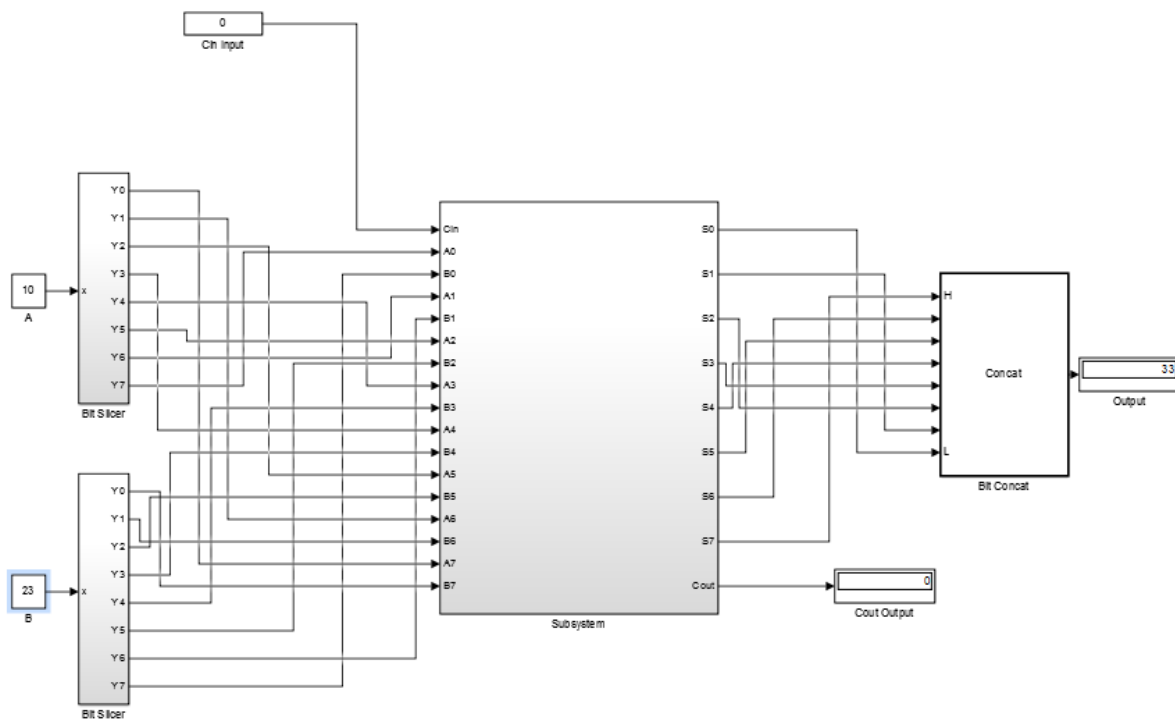 0
Cin Input
Y0
Y1
Y2
Y3
Y4
Y5
Y6
Y7
10
x
A
Bit Slicer
Y0
Y1
Y2
Y3
Y4
Y5
Y6
Y7
23
x
B
Bit Slicer
Cin
A0
B0
A1
B1
A2
B2
A3
B3
A4
B4
A5
B5
A6
B6
A7
B7
S0
S1
S2
S3
S4
S5
S6
S7
Cout
Subsystem
H
Concat
L
Bit Concat
33
Output
0
Cout Output